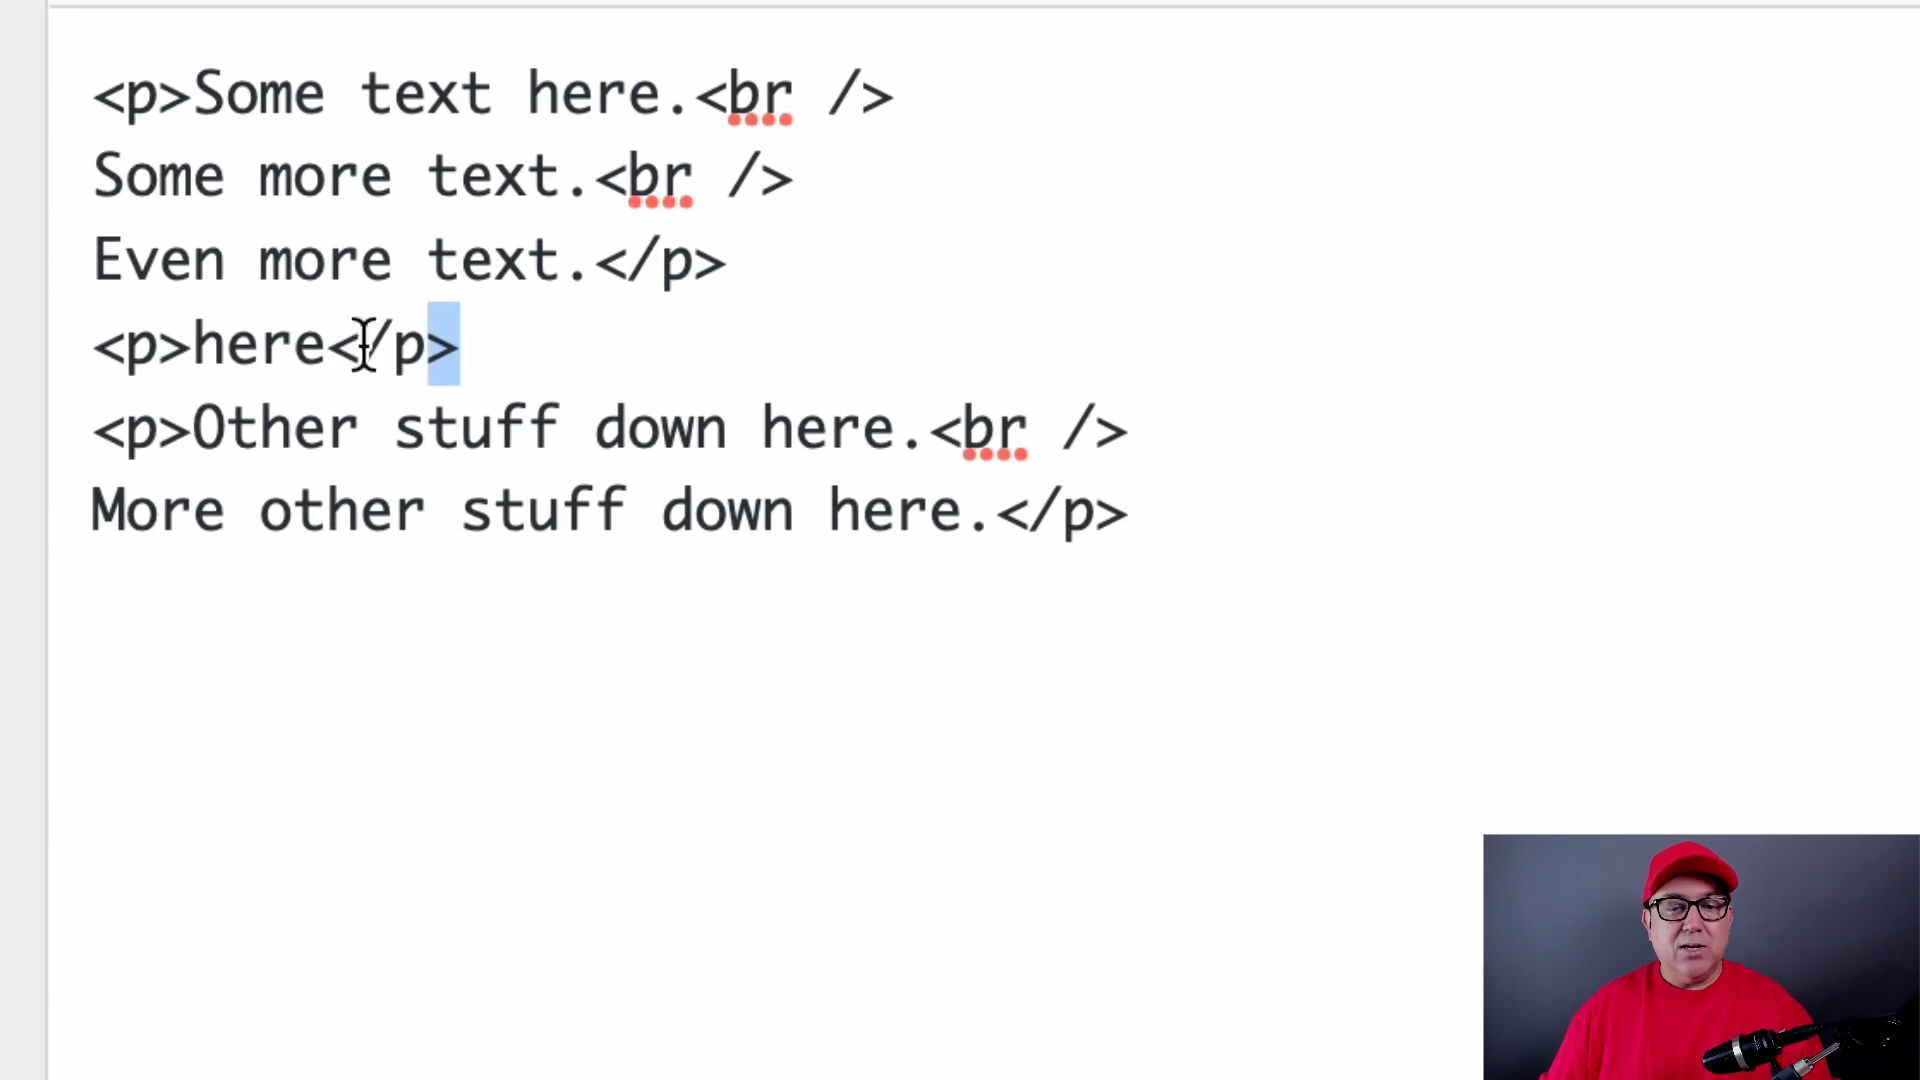 <p>Some text here.<br />
Some more text.<br />
Even more text.</p>
<p>here</p>
<p>Other stuff down here.<br />
More other stuff down here.</p>